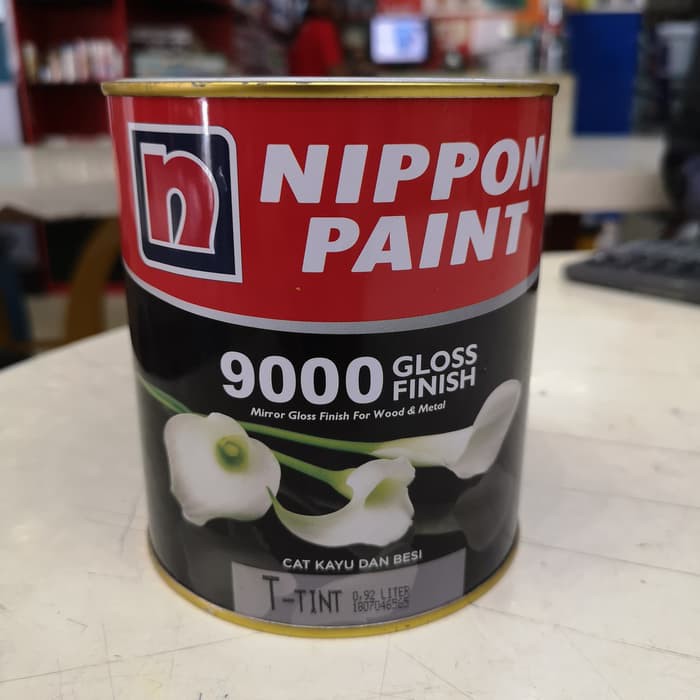 n
NIPPON
PAINT
9000 GLOSS
FINISH
Mirror Gloss Finish For Wood & Metal
CAT KAYU DAN BESI
T-TINT 0,92 LITER
1807046565